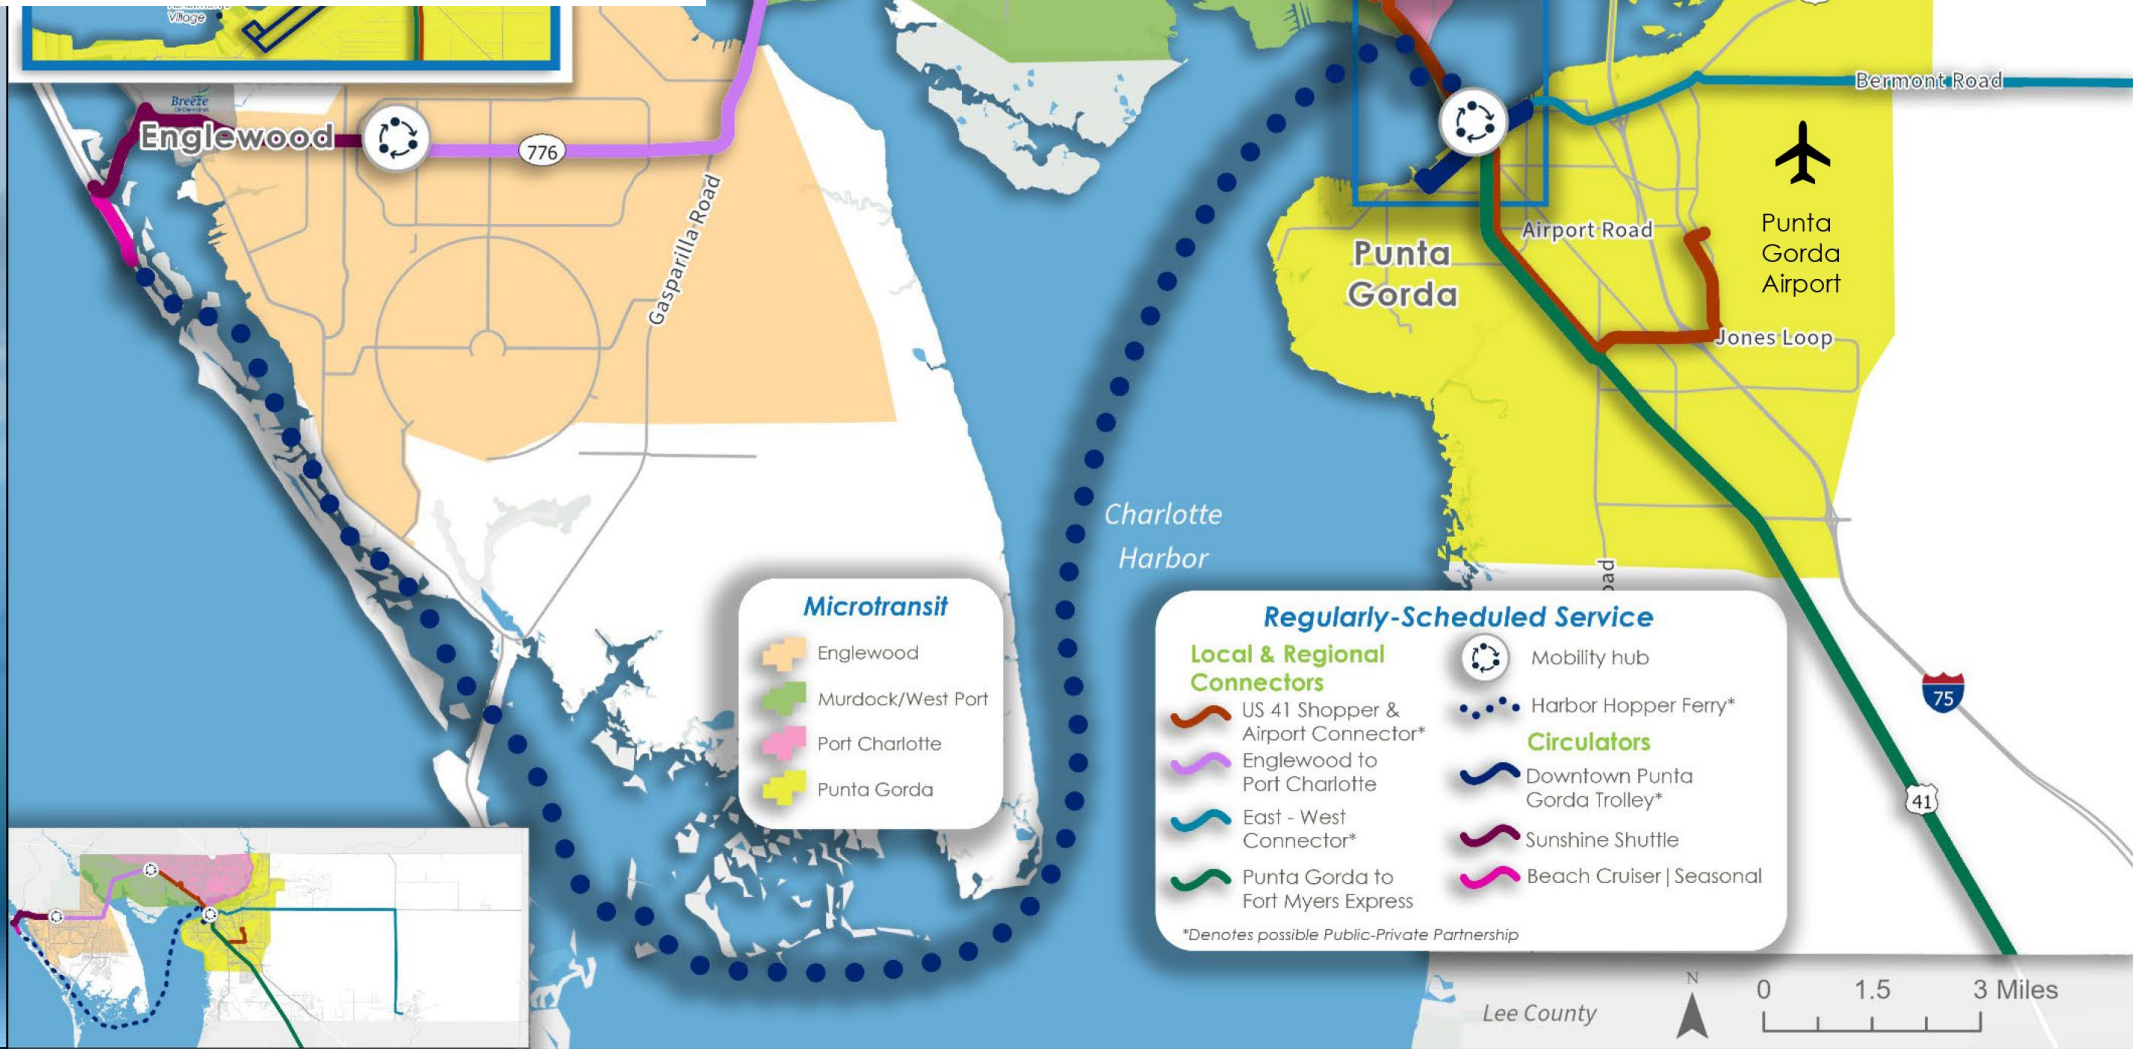 Village
Breeze
Englewood
776
Gasparilla Road
Bermont Road
Airport Road
Punta
Gorda
Punta
Gorda
Airport
Jones Loop
Charlotte
Harbor
oad
75
41
Microtransit
Englewood
Murdock/West Port
Port Charlotte
Punta Gorda
Regularly-Scheduled Service
Local & Regional
Connectors
US 41 Shopper &
Airport Connector*
Englewood to
Port Charlotte
East - West
Connector*
Punta Gorda to
Fort Myers Express
Mobility hub
Harbor Hopper Ferry*
Circulators
Downtown Punta
Gorda Trolley*
Sunshine Shuttle
Beach Cruiser | Seasonal
*Denotes possible Public-Private Partnership
Lee County
N
0 1.5 3 Miles